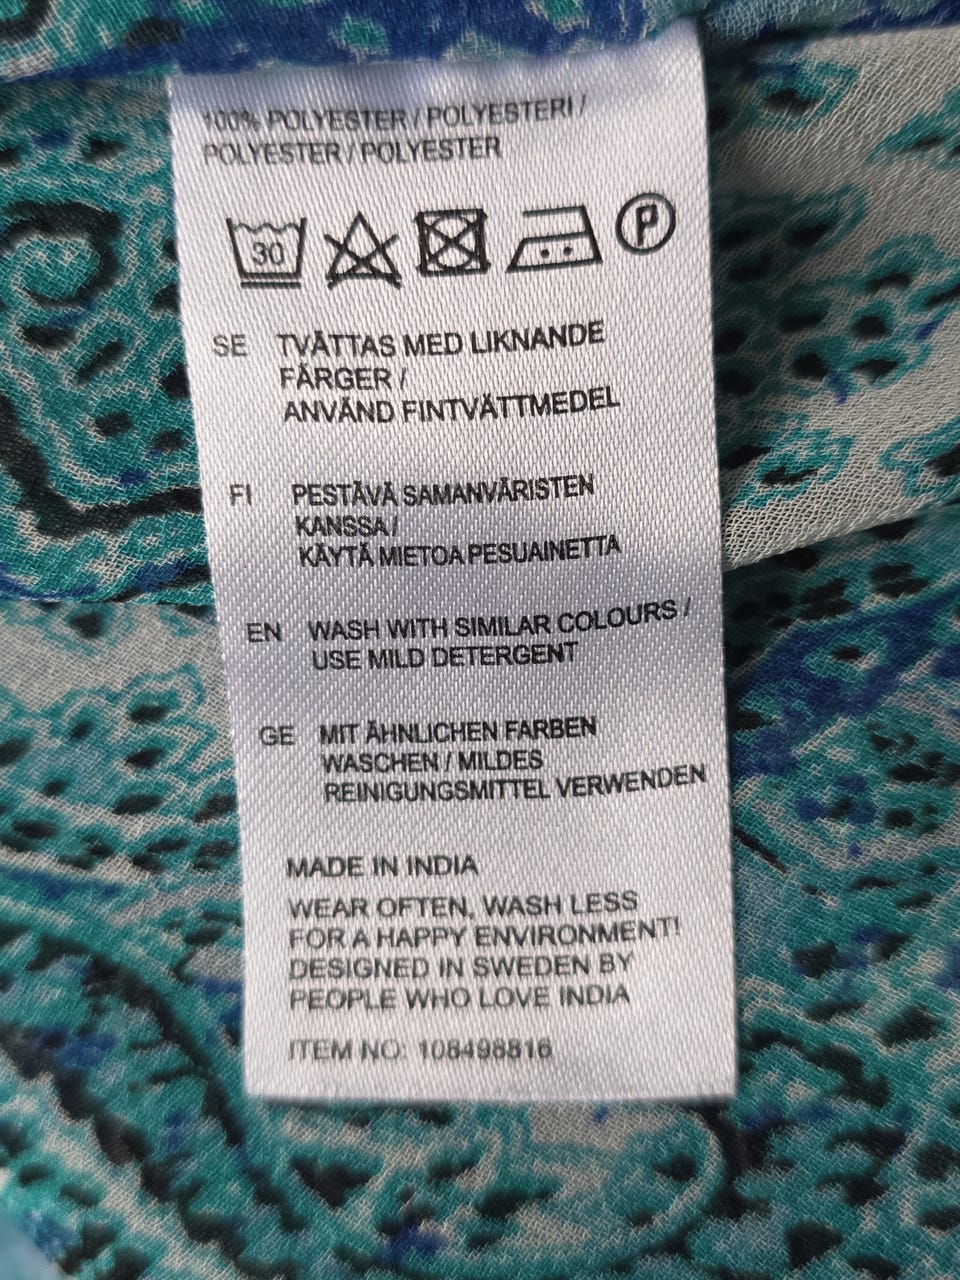 100% POLYESTER / POLYESTERI /
POLYESTER / POLYESTER
30
P
SE TVÄTTAS MED LIKNANDE
FÄRGER /
ANVÄND FINTVÄTTMEDEL
FI PESTÄVÄ SAMANVÄRISTEN
KANSSA /
KÄYTÄ MIETOA PESUAINETTA
EN WASH WITH SIMILAR COLOURS /
USE MILD DETERGENT
GE MIT ÄHNLICHEN FARBEN
WASCHEN / MILDES
REINIGUNGSMITTEL VERWENDEN
MADE IN INDIA
WEAR OFTEN, WASH LESS
FOR A HAPPY ENVIRONMENT!
DESIGNED IN SWEDEN BY
PEOPLE WHO LOVE INDIA
ITEM NO: 108498816